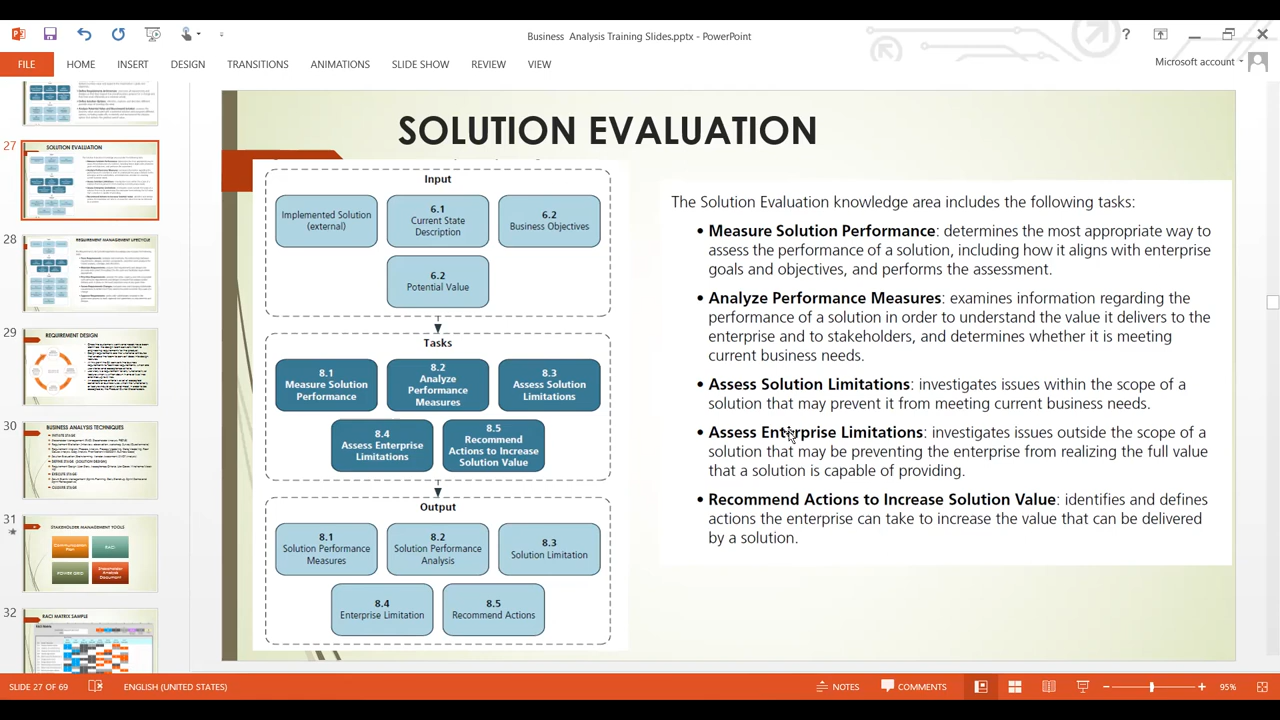 Business Analysis Training Slides.pptx - PowerPoint
?
FILE
HOME
INSERT
DESIGN
TRANSITIONS
ANIMATIONS
SLIDE SHOW
REVIEW
VIEW
Microsoft account
27
SOLUTION EVALUATION
28
REQUIREMENT MANAGEMENT LIFECYCLE
29
REQUIREMENT DESIGN
30
BUSINESS ANALYSIS TECHNIQUES
31
STAKEHOLDER MANAGEMENT TOOLS
Communication
Plan
RACI
POWER GRID
Stakeholder
Analysis
Document
32
RACI MATRIX SAMPLE
SOLUTION EVALUATION
Input
Implemented Solution
(external)
6.1
Current State
Description
6.2
Business Objectives
6.2
Potential Value
Tasks
8.1
Measure Solution
Performance
8.2
Analyze
Performance
Measures
8.3
Assess Solution
Limitations
8.4
Assess Enterprise
Limitations
8.5
Recommend
Actions to Increase
Solution Value
Output
8.1
Solution Performance
Measures
8.2
Solution Performance
Analysis
8.3
Solution Limitation
8.4
Enterprise Limitation
8.5
Recommend Actions
The Solution Evaluation knowledge area includes the following tasks:
• Measure Solution Performance: determines the most appropriate way to
assess the performance of a solution, including how it aligns with enterprise
goals and objectives, and performs the assessment.
• Analyze Performance Measures: examines information regarding the
performance of a solution in order to understand the value it delivers to the
enterprise and to stakeholders, and determines whether it is meeting
current business needs.
• Assess Solution Limitations: investigates issues within the scope of a
solution that may prevent it from meeting current business needs.
• Assess Enterprise Limitations: investigates issues outside the scope of a
solution that may be preventing the enterprise from realizing the full value
that a solution is capable of providing.
• Recommend Actions to Increase Solution Value: identifies and defines
actions the enterprise can take to increase the value that can be delivered
by a solution.
SLIDE 27 OF 69
ENGLISH (UNITED STATES)
NOTES
COMMENTS
95%